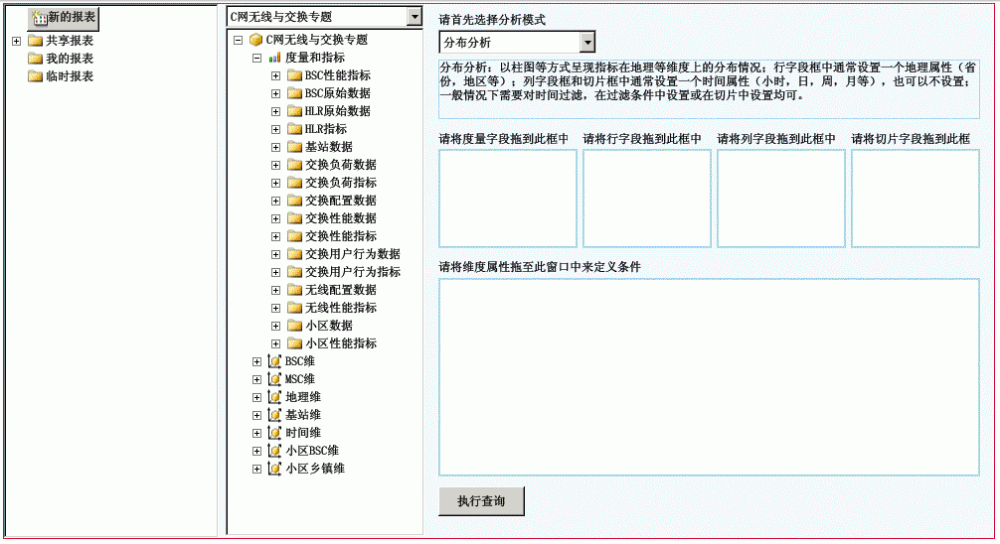 新的报表
共享报表
我的报表
临时报表
C网无线与交换专题
C网无线与交换专题
度量和指标
BSC性能指标
BSC原始数据
HLR原始数据
HLR指标
基站数据
交换负荷数据
交换负荷指标
交换配置数据
交换性能数据
交换性能指标
交换用户行为数据
交换用户行为指标
无线配置数据
无线性能指标
小区数据
小区性能指标
BSC维
MSC维
地理维
基站维
时间维
小区BSC维
小区乡镇维
请首先选择分析模式
分布分析
分布分析：以柱图等方式呈现指标在地理等维度上的分布情况；行字段框中通常设置一个地理属性（省
份，地区等）；列字段框和切片框中通常设置一个时间属性（小时，日，周，月等），也可以不设置；
一般情况下需要对时间过滤，在过滤条件中设置或在切片中设置均可。
请将度量字段拖到此框中
请将行字段拖到此框中
请将列字段拖到此框中
请将切片字段拖到此框
请将维度属性拖至此窗口中来定义条件
执行查询